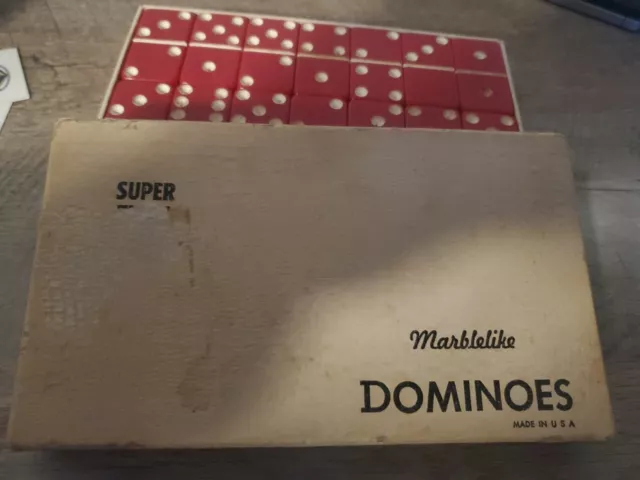 SUPER
Marblelike
DOMINOES
MADE IN U S A